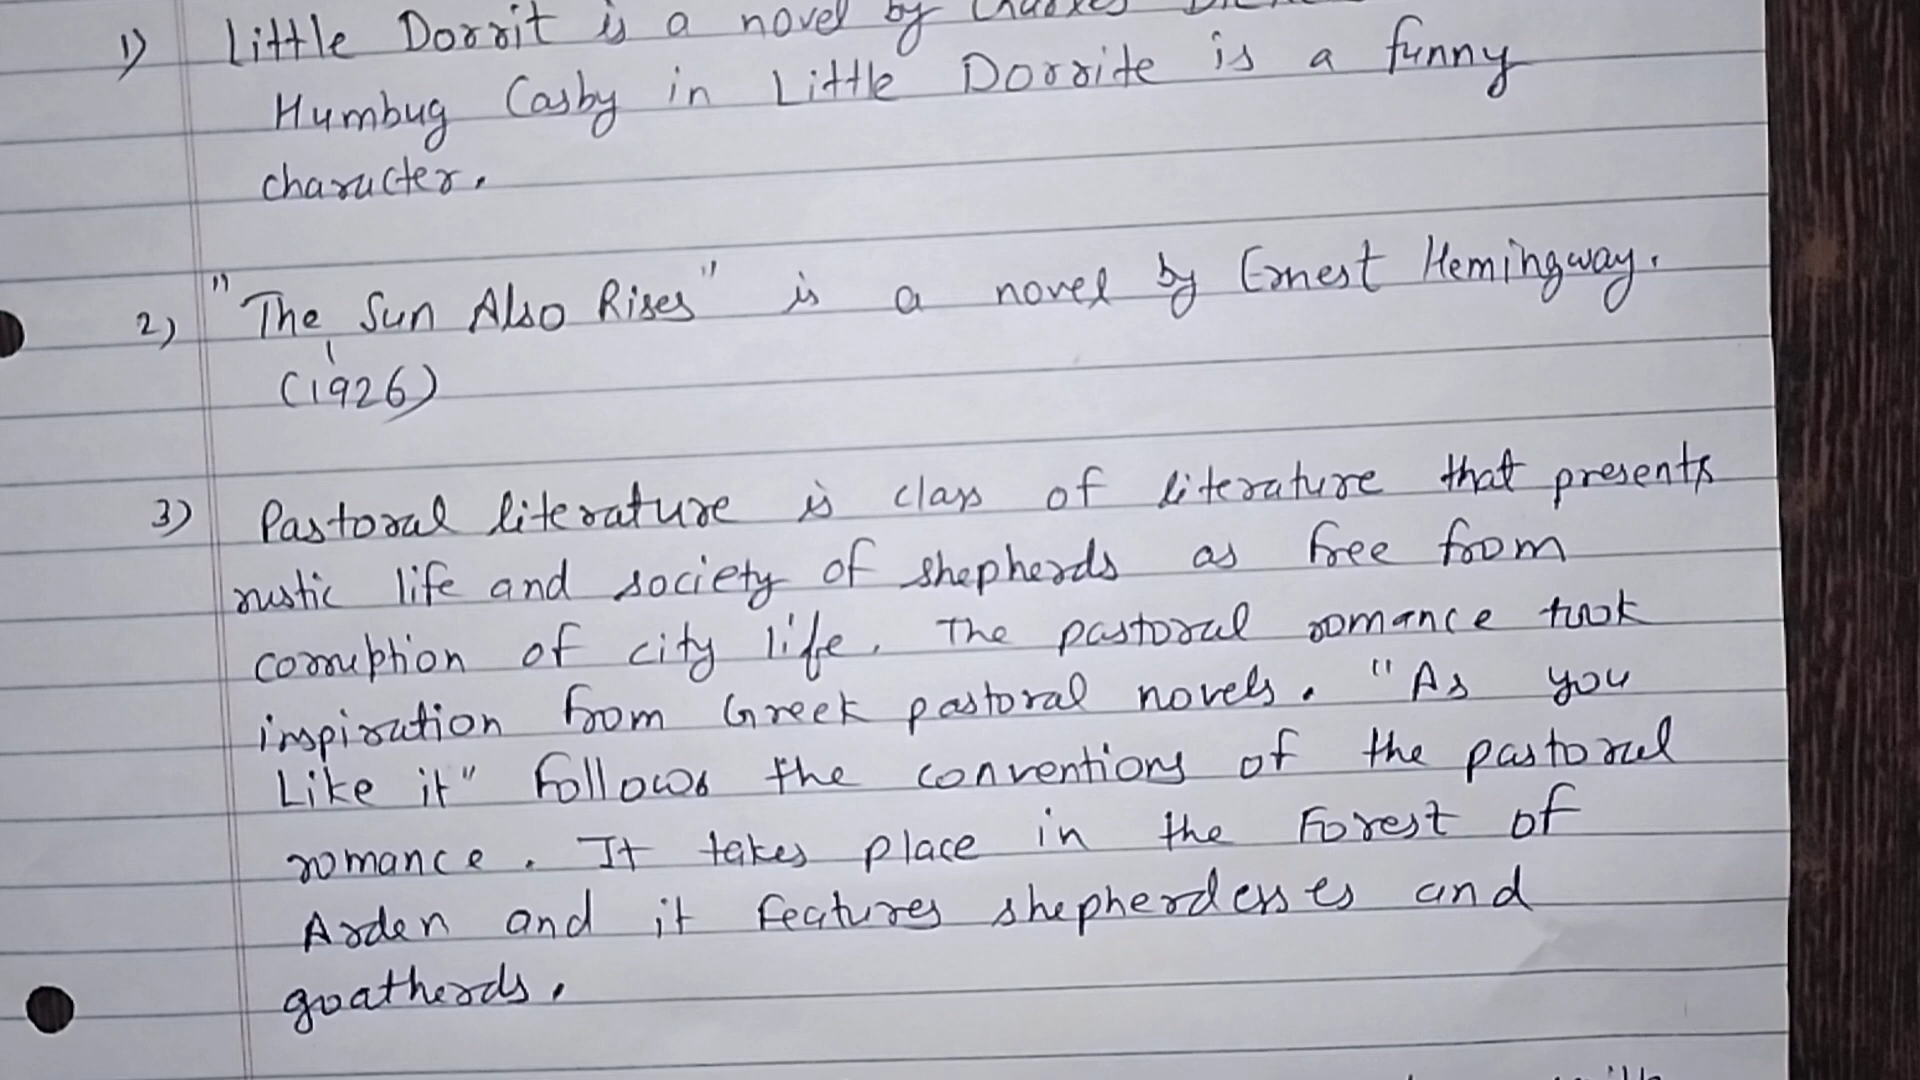 1) Little Dorrit is a novel by Charles
Humbug Casby in Little Dorrite is a funny
character.
2) "The Sun Also Rises" is a novel by Ernest Hemingway.
(1926)
3) Pastoral literature is class of literature that presents
rustic life and society of shepherds as free from
corruption of city life. The pastoral romance took
inspiration from Greek pastoral novels. "As you
Like it" follows the conventions of the pastoral
romance. It takes place in the Forest of
Arden and it features shepherdesses and
goatherds.